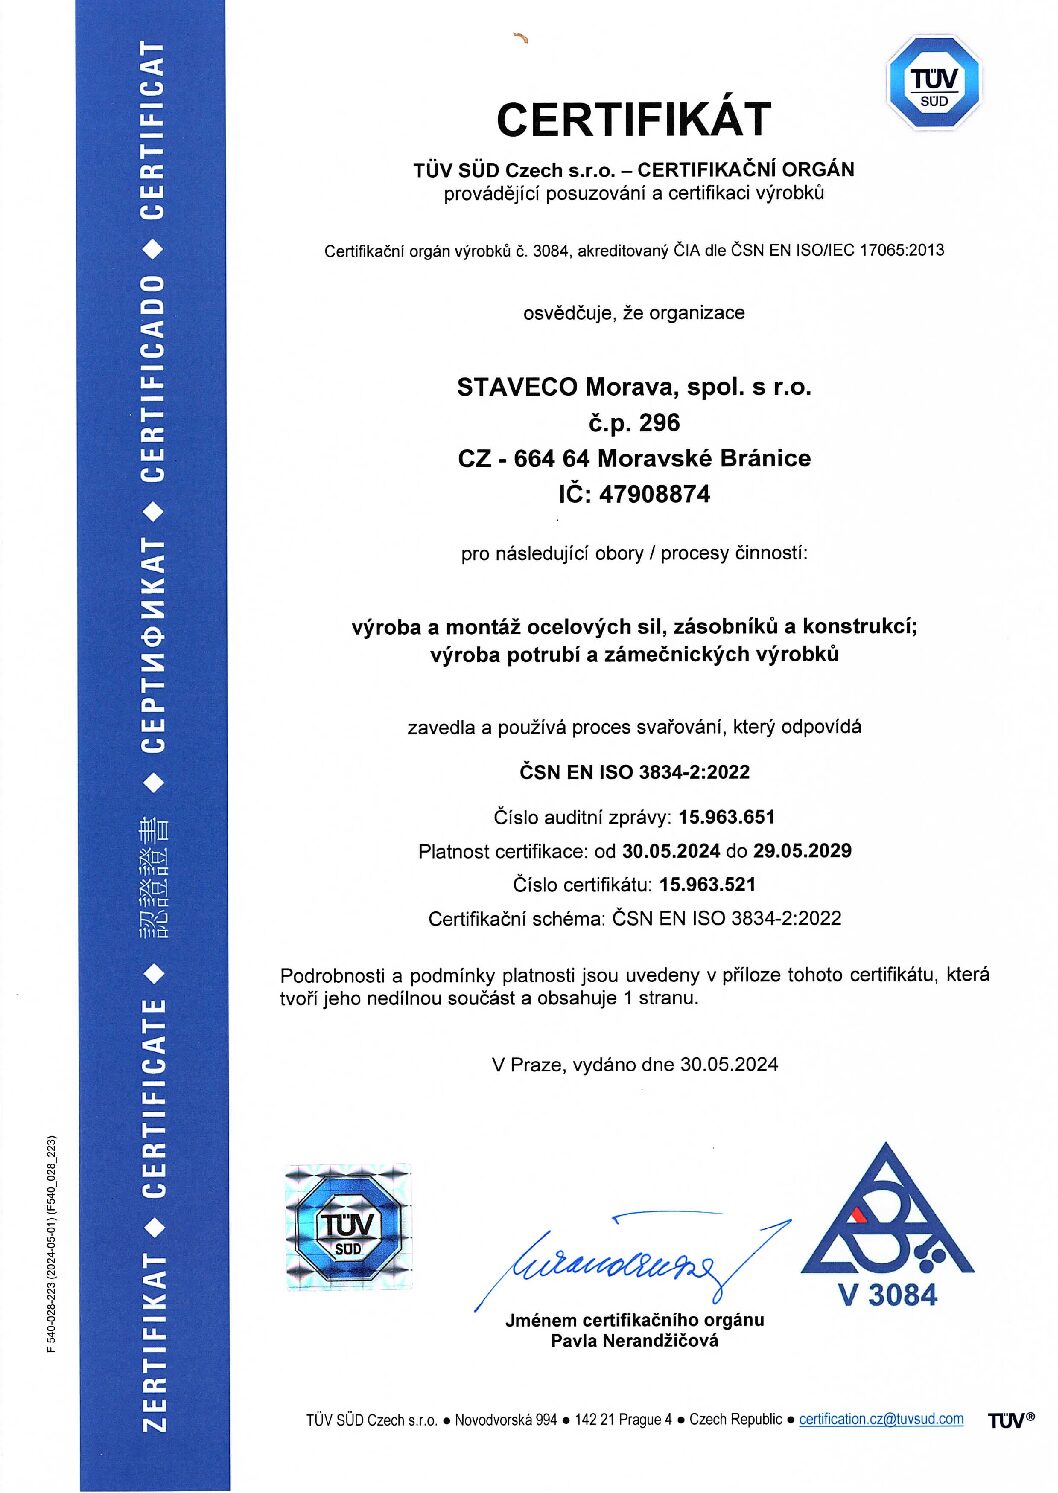 TÜV
SÜD
CERTIFIKÁT
TÜV SÜD Czech s.r.o. – CERTIFIKAČNÍ ORGÁN
provádějící posuzování a certifikaci výrobků
Certifikační orgán výrobků č. 3084, akreditovaný ČIA dle ČSN EN ISO/IEC 17065:2013
osvědčuje, že organizace
STAVECO Morava, spol. s r.o.
č.p. 296
CZ - 664 64 Moravské Bránice
IČ: 47908874
pro následující obory / procesy činností:
výroba a montáž ocelových sil, zásobníků a konstrukcí;
výroba potrubí a zámečnických výrobků
zavedla a používá proces svařování, který odpovídá
ČSN EN ISO 3834-2:2022
Číslo auditní zprávy: 15.963.651
Platnost certifikace: od 30.05.2024 do 29.05.2029
Číslo certifikátu: 15.963.521
Certifikační schéma: ČSN EN ISO 3834-2:2022
Podrobnosti a podmínky platnosti jsou uvedeny v příloze tohoto certifikátu, která
tvoří jeho nedílnou součást a obsahuje 1 stranu.
V Praze, vydáno dne 30.05.2024
TÜV
SÜD
V 3084
Jménem certifikačního orgánu
Pavla Nerandžičová
TÜV SÜD Czech s.r.o. ● Novodvorská 994 ● 142 21 Prague 4 ● Czech Republic ● certification.cz@tuvsud.com TÜV®
ZERTIFIKAT ◆ CERTIFICATE ◆ 認證證書 ◆ СЕРТИФИКАТ ◆ CERTIFICADO ◆ CERTIFICAT
F 540-028-223 (2024-05-01) (F540_028_223)